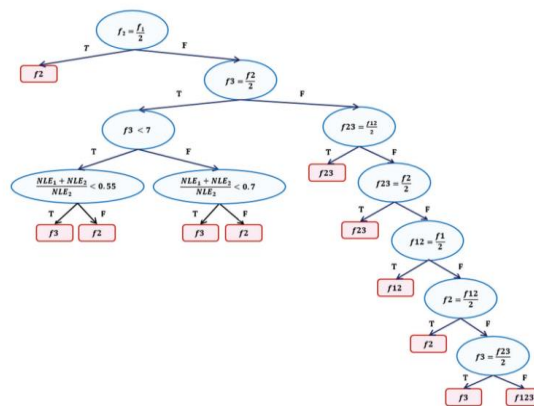 f₂ = f₁/2
T F
f2
f3 = f2/2
T F
f3 < 7
f23 = f12/2
T F
T F
(NLE₁ + NLE₂)/NLE₂ < 0.55
(NLE₁ + NLE₂)/NLE₂ < 0.7
f23
f23 = f2/2
T F
T F
T F
f3
f2
f3
f2
f23
f12 = f1/2
T F
f12
f2 = f12/2
T F
f2
f3 = f23/2
T F
f3
f123